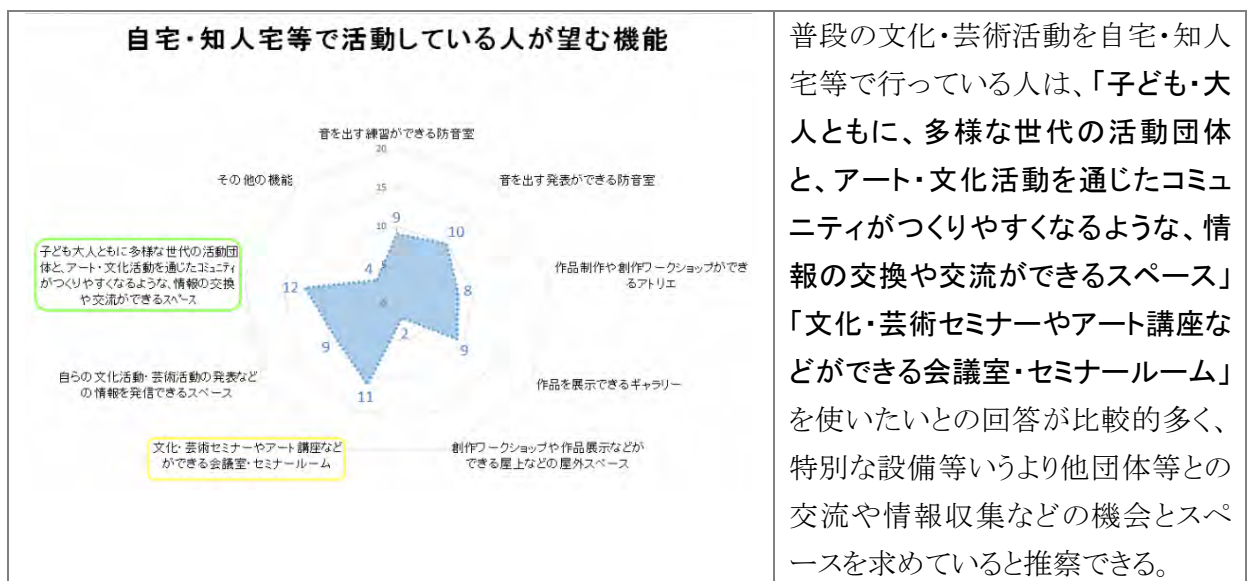 自宅・知人宅等で活動している人が望む機能
音を出す練習ができる防音室
20
その他の機能
15
音を出す発表ができる防音室
10
9
10
子ども大人ともに多様な世代の活動団
体と、アート・文化活動を通じたコミュニティ
がつくりやすくなるような、情報の交換
や交流ができるスペース
4
5
作品制作や創作ワークショップができ
るアトリエ
12
0
8
9
2
9
自らの文化活動・芸術活動の発表など
の情報を発信できるスペース
11
作品を展示できるギャラリー
文化・芸術セミナーやアート講座など
ができる会議室・セミナールーム
創作ワークショップや作品展示などが
できる屋上などの屋外スペース
普段の文化・芸術活動を自宅・知人
宅等で行っている人は、「子ども・大
人ともに、多様な世代の活動団体
と、アート・文化活動を通じたコミュ
ニティがつくりやすくなるような、情
報の交換や交流ができるスペース」
「文化・芸術セミナーやアート講座な
どができる会議室・セミナールーム」
を使いたいとの回答が比較的多く、
特別な設備等いうより他団体等との
交流や情報収集などの機会とスペ
ースを求めていると推察できる。